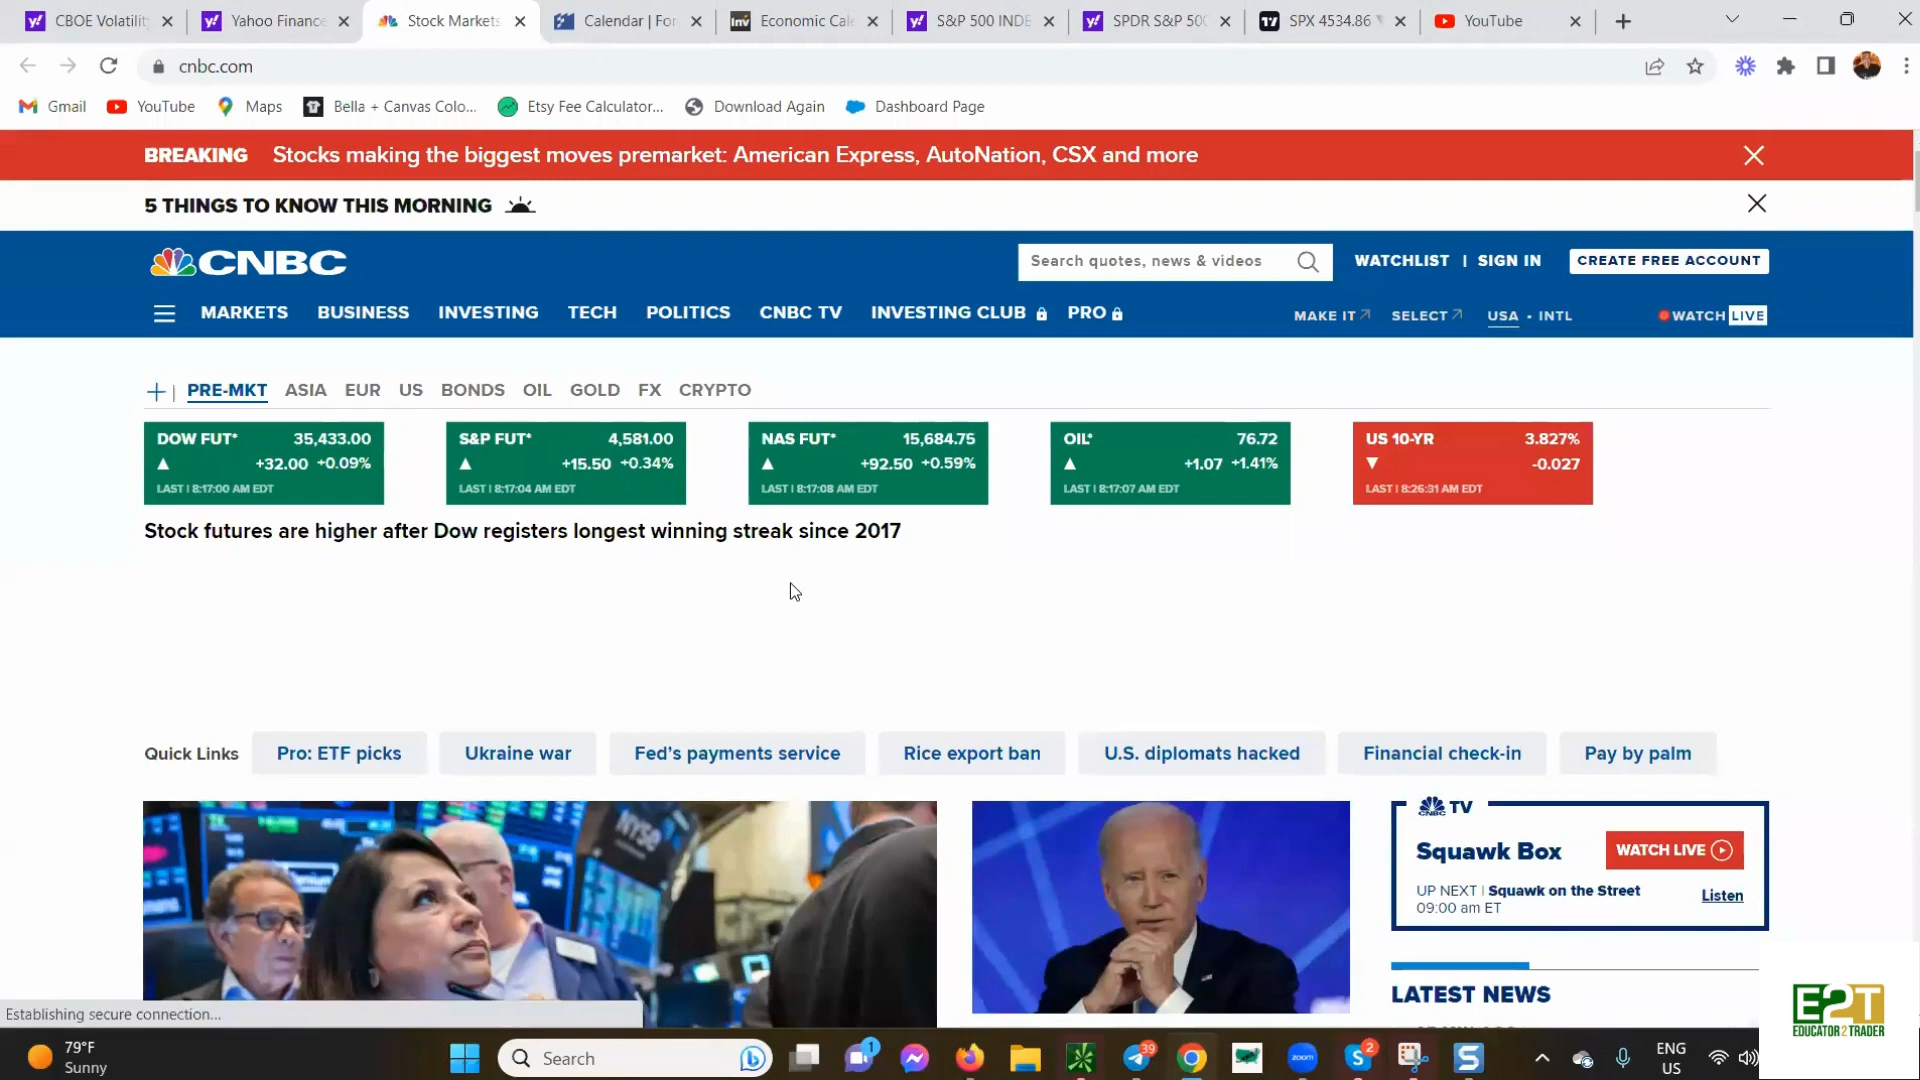 CBOE Volatilit
Yahoo Finance
Stock Markets
Calendar | For
Economic Cale
S&P 500 INDE
SPDR S&P 500
SPX 4534.86
YouTube
cnbc.com
Gmail
YouTube
Maps
Bella + Canvas Colo...
Etsy Fee Calculator...
Download Again
Dashboard Page
BREAKING Stocks making the biggest moves premarket: American Express, AutoNation, CSX and more
5 THINGS TO KNOW THIS MORNING
CNBC
Search quotes, news & videos
WATCHLIST | SIGN IN
CREATE FREE ACCOUNT
MARKETS BUSINESS INVESTING TECH POLITICS CNBC TV INVESTING CLUB PRO
MAKE IT SELECT USA • INTL
WATCH LIVE
PRE-MKT ASIA EUR US BONDS OIL GOLD FX CRYPTO
DOW FUT* 35,433.00
+32.00 +0.09%
LAST | 8:17:00 AM EDT
S&P FUT* 4,581.00
+15.50 +0.34%
LAST | 8:17:04 AM EDT
NAS FUT* 15,684.75
+92.50 +0.59%
LAST | 8:17:08 AM EDT
OIL* 76.72
+1.07 +1.41%
LAST | 8:17:07 AM EDT
US 10-YR 3.827%
-0.027
LAST | 8:26:31 AM EDT
Stock futures are higher after Dow registers longest winning streak since 2017
Quick Links
Pro: ETF picks
Ukraine war
Fed's payments service
Rice export ban
U.S. diplomats hacked
Financial check-in
Pay by palm
NYSE
CNBC TV
Squawk Box
WATCH LIVE
UP NEXT | Squawk on the Street
09:00 am ET
Listen
LATEST NEWS
Establishing secure connection...
E2T
EDUCATOR2TRADER
79°F
Sunny
Search
1
39
zoom
2
ENG
US